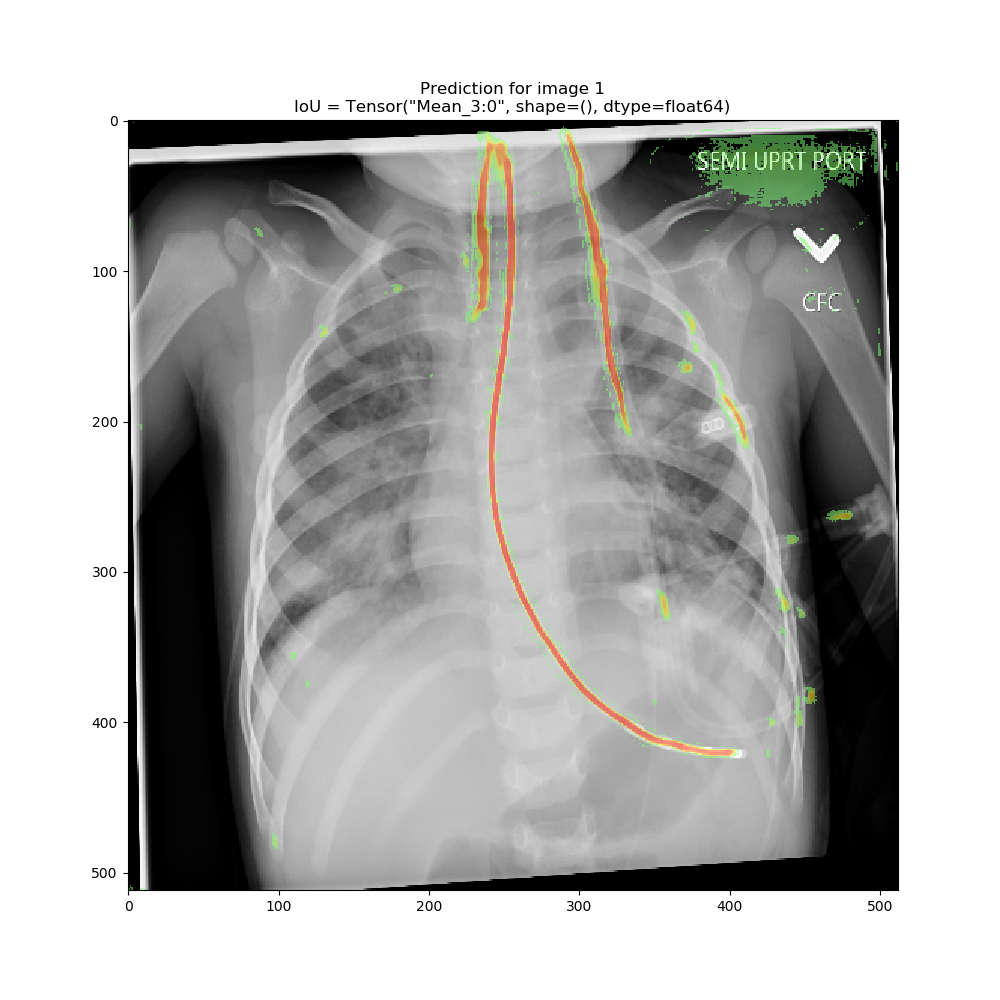 Prediction for image 1
IoU = Tensor("Mean_3:0", shape=(), dtype=float64)
SEMI UPRT PORT
CFC
0
100
200
300
400
500
0 100 200 300 400 500